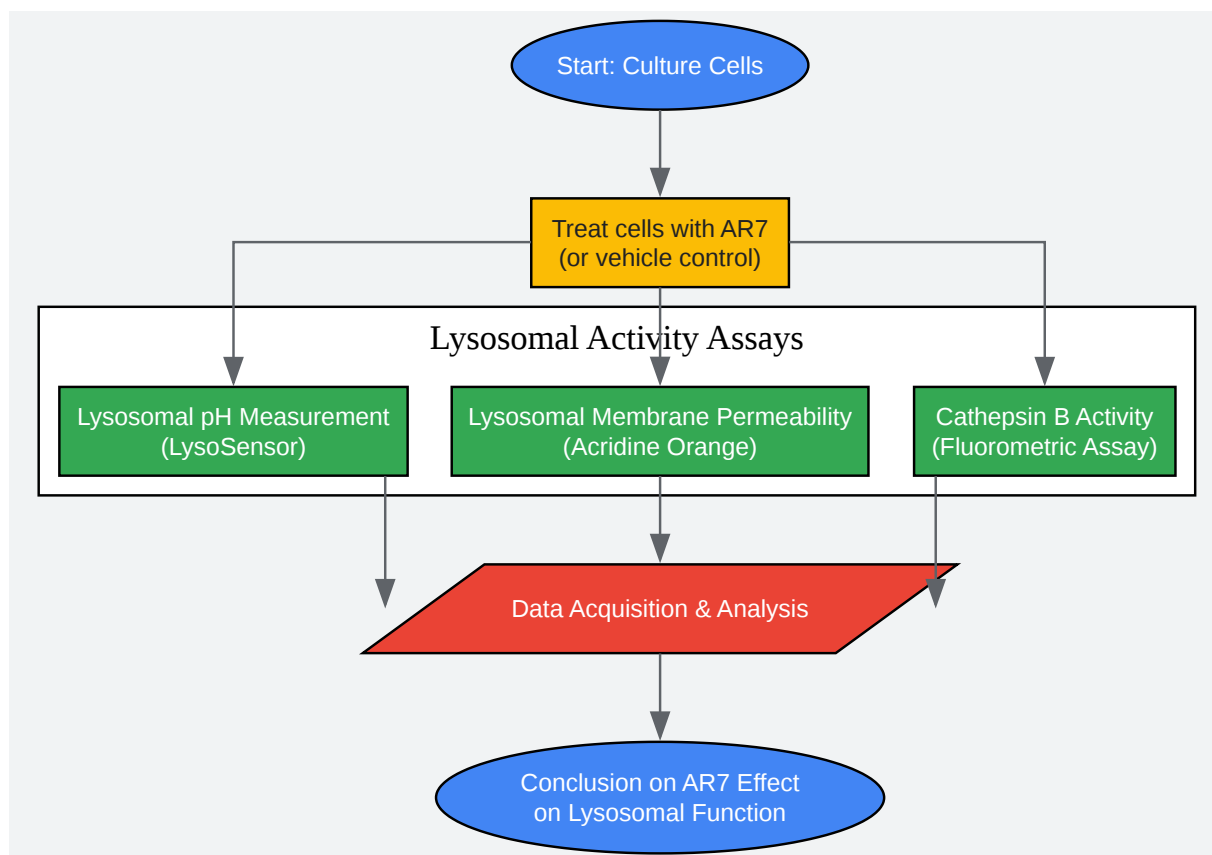 Start: Culture Cells
Treat cells with AR7
(or vehicle control)
Lysosomal Activity Assays
Lysosomal pH Measurement
(LysoSensor)
Lysosomal Membrane Permeability
(Acridine Orange)
Cathepsin B Activity
(Fluorometric Assay)
Data Acquisition & Analysis
Conclusion on AR7 Effect
on Lysosomal Function